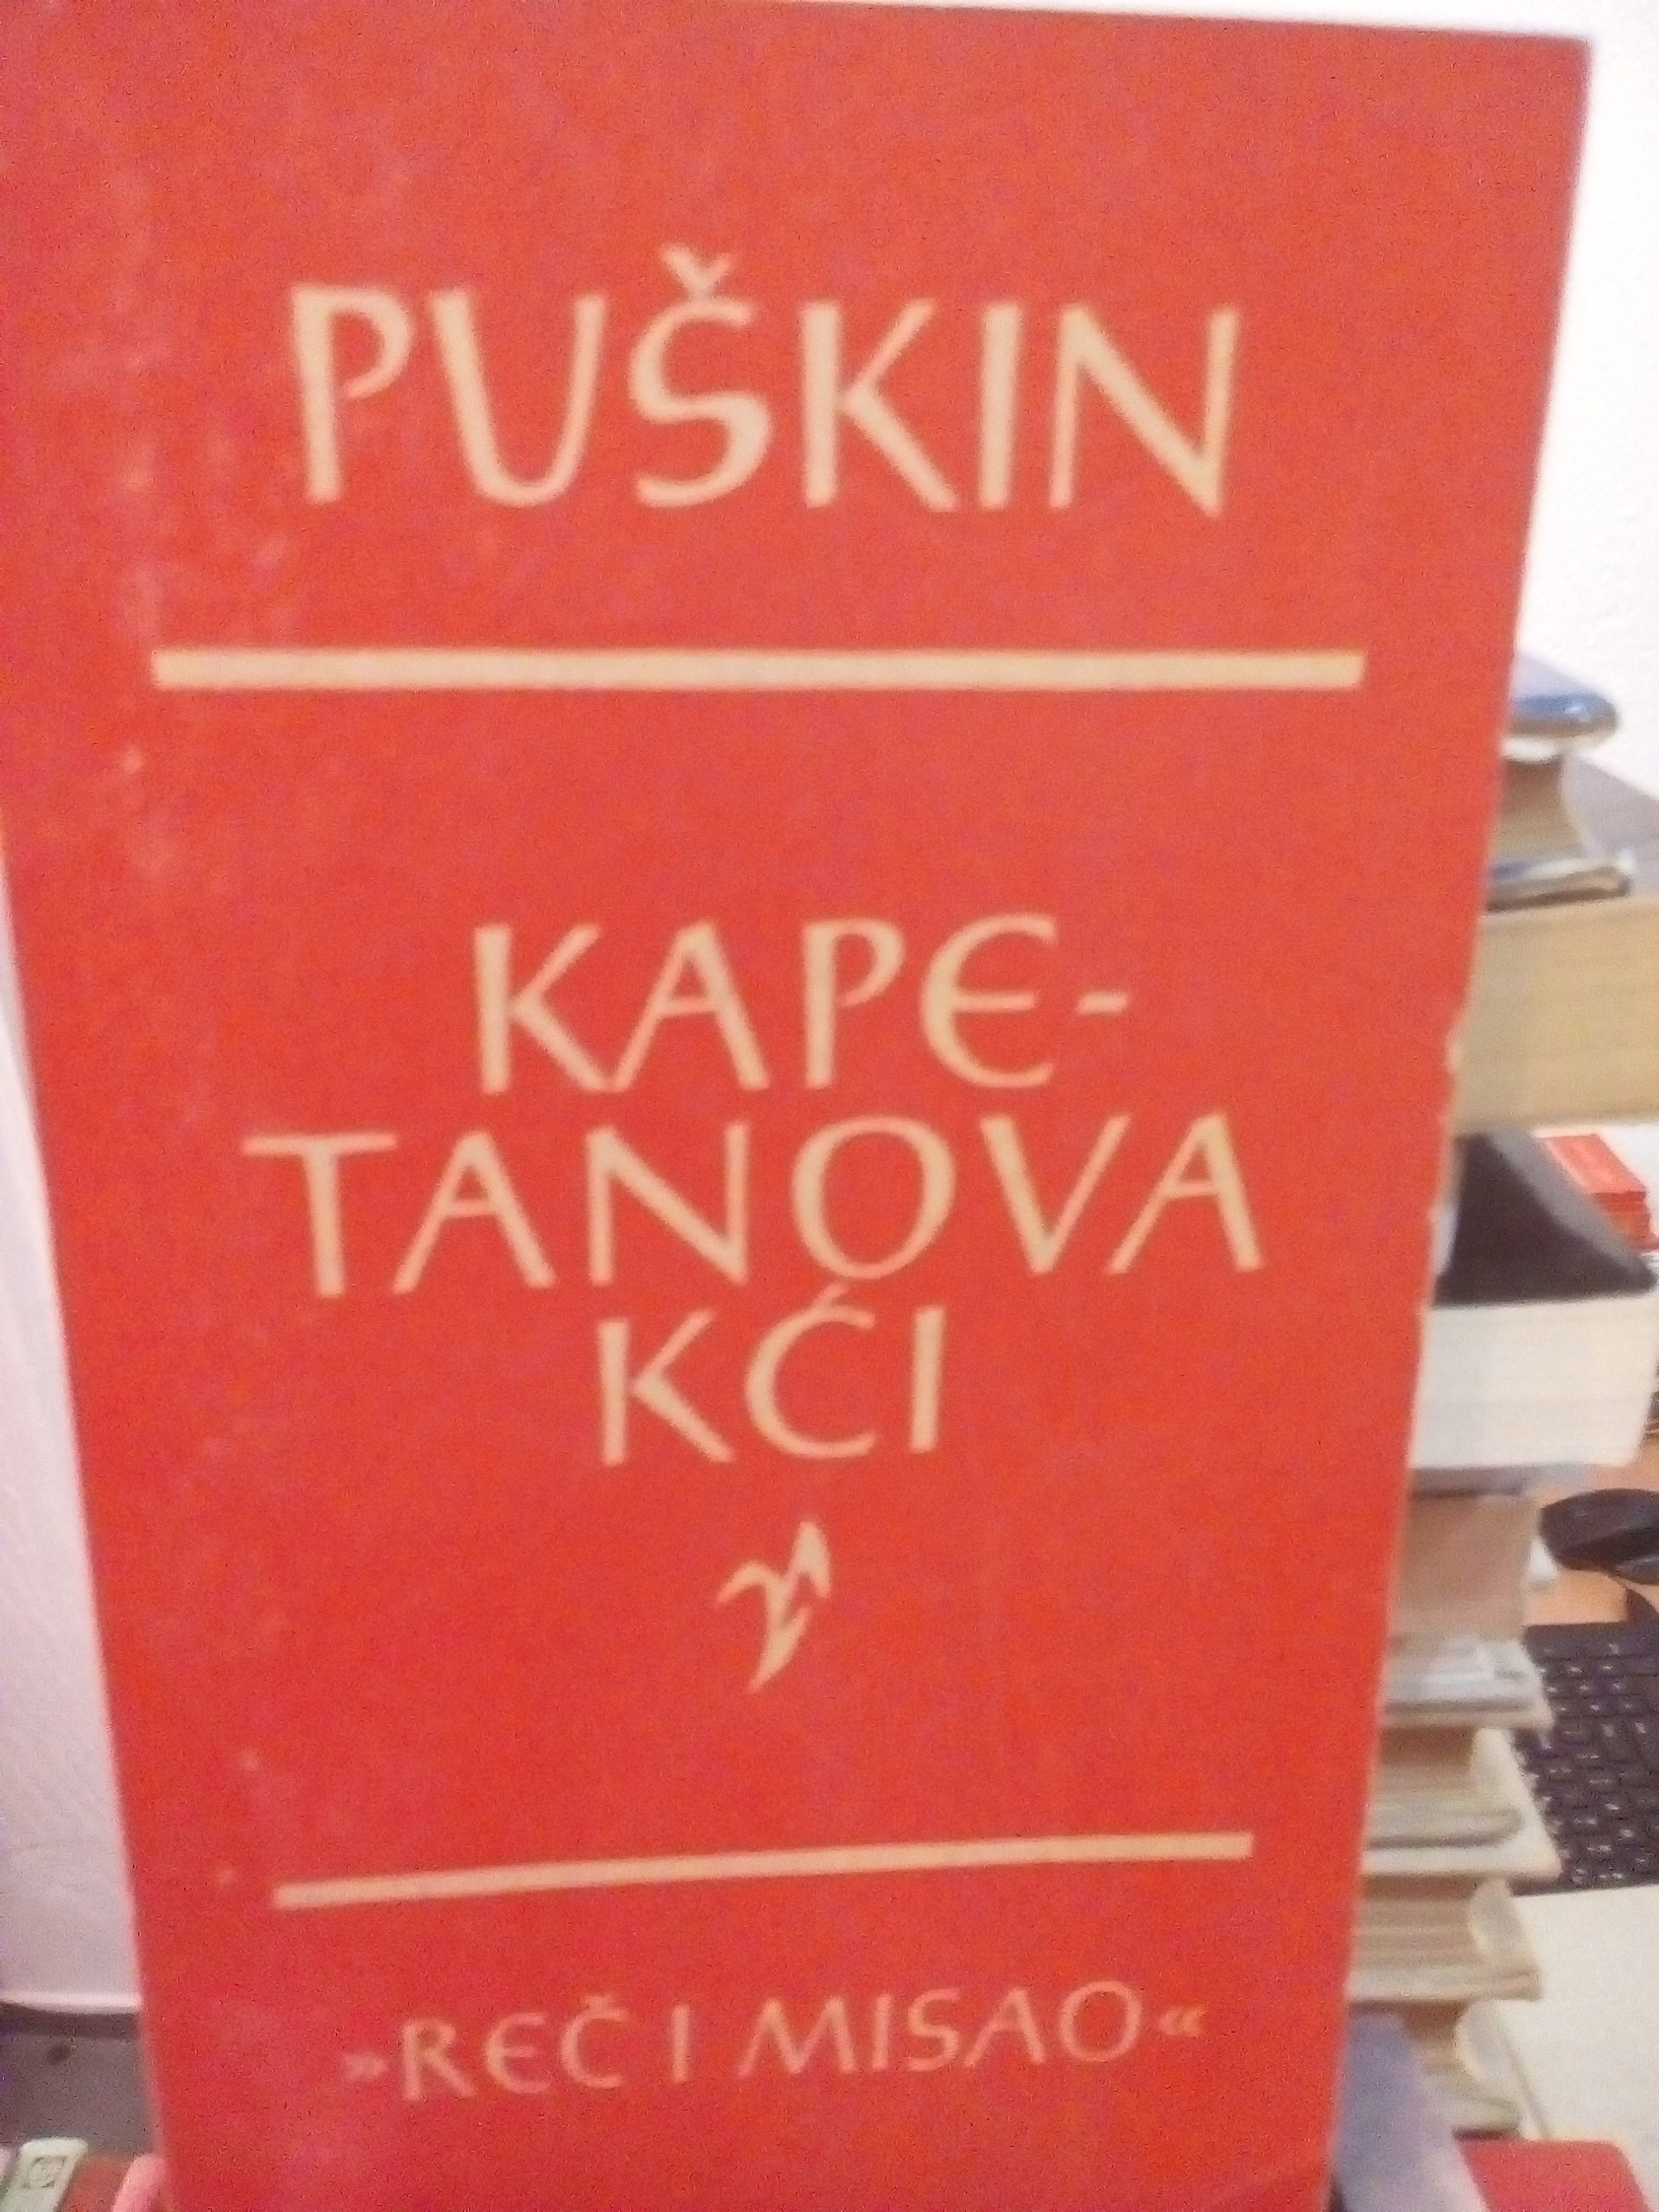 PUŠKIN
KAPE-
TANOVA
KĆI
»REČ I MISAO«